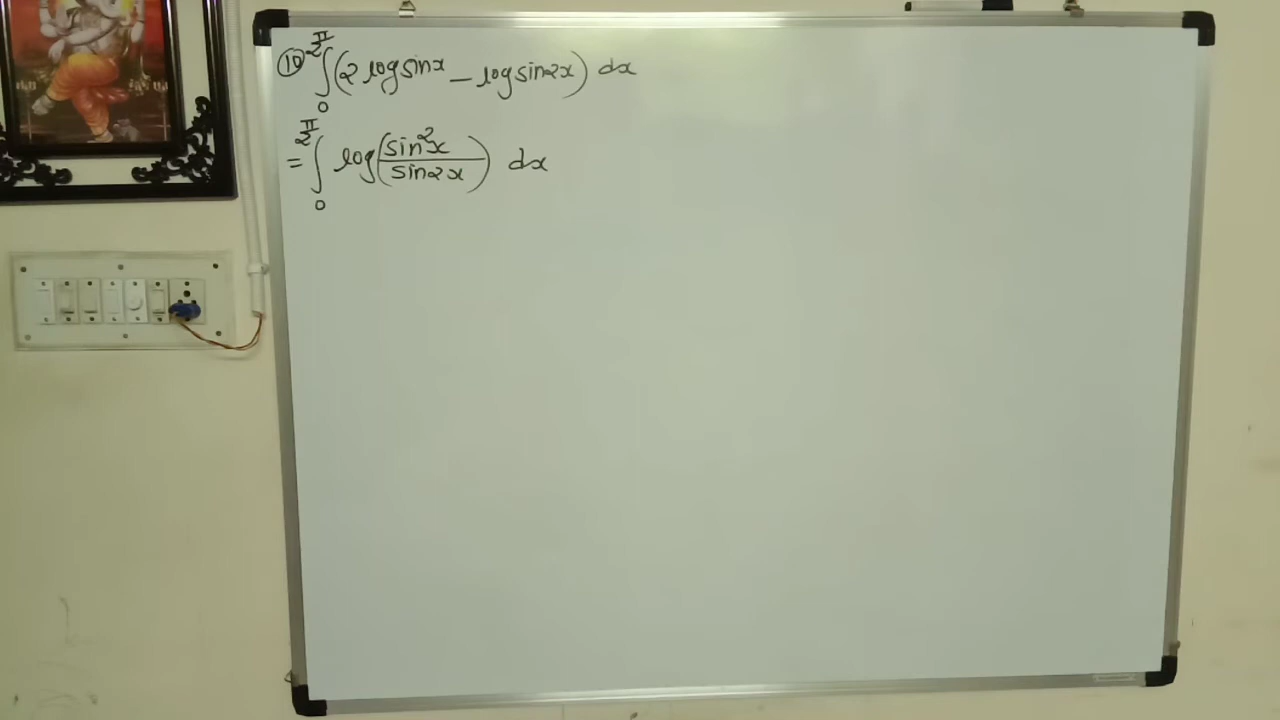 ⑩ ∫₀^{π/2} (2 log sin x − log sin 2x) dx
= ∫₀^{π/2} log(sin²x / sin 2x) dx